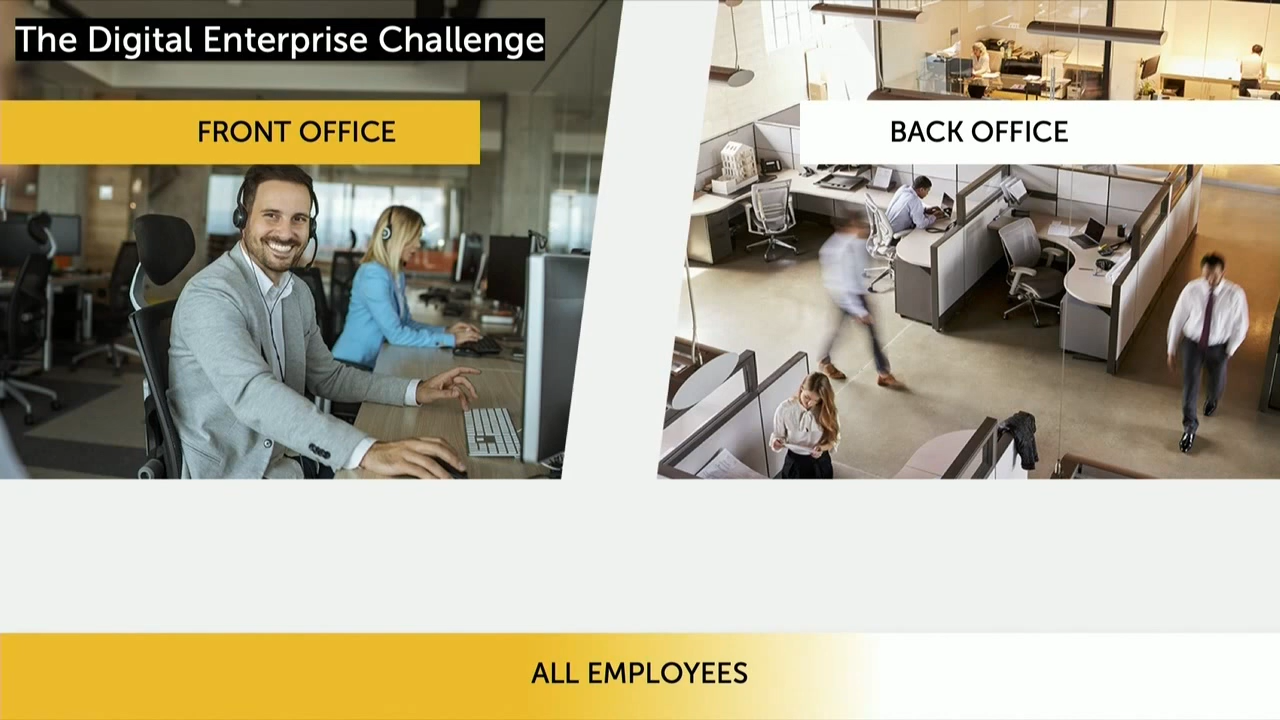 The Digital Enterprise Challenge
FRONT OFFICE
BACK OFFICE
ALL EMPLOYEES